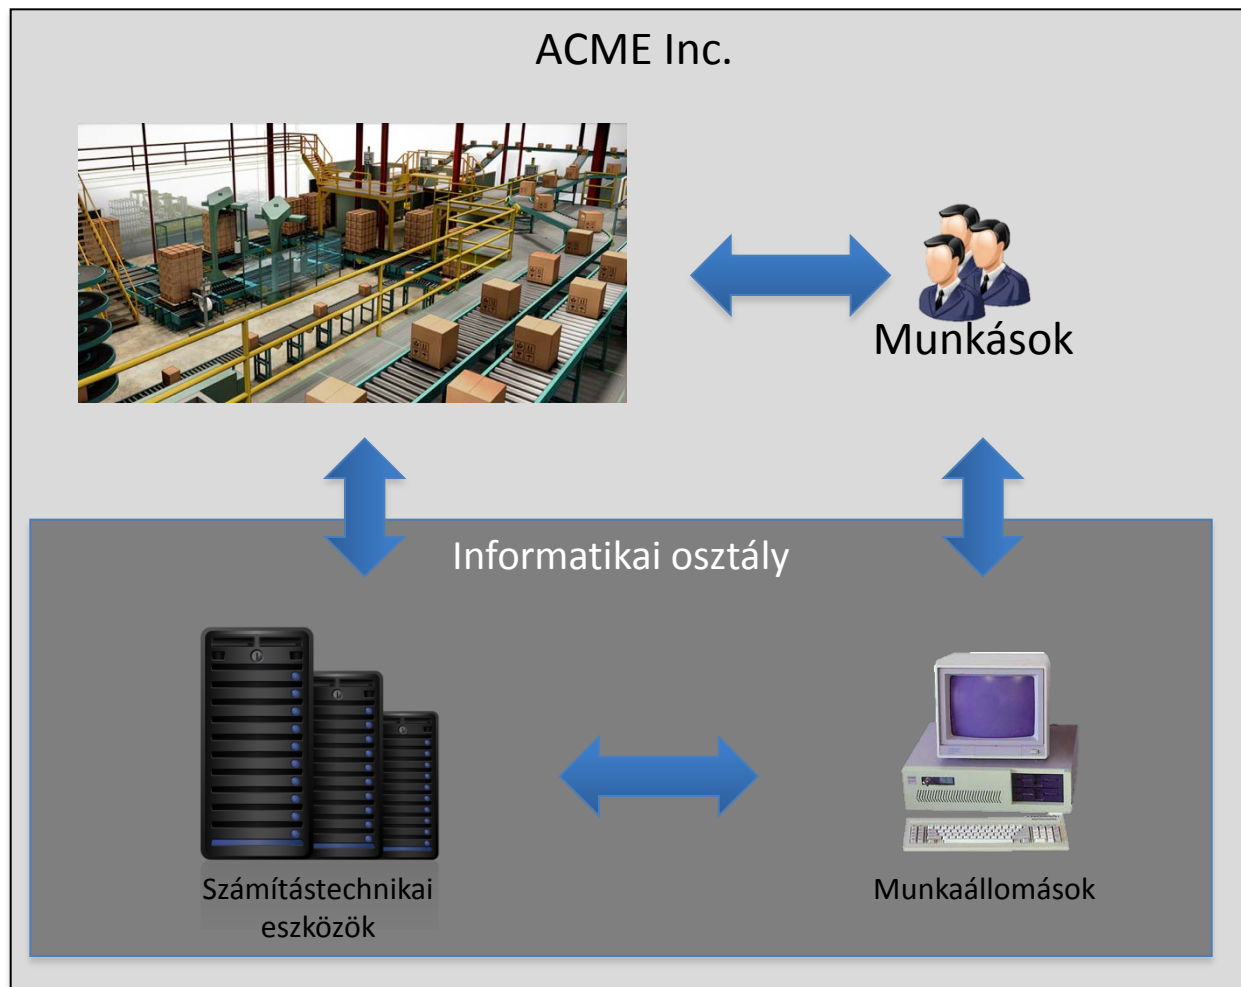 ACME Inc.
Munkások
Informatikai osztály
Számítástechnikai
eszközök
Munkaállomások